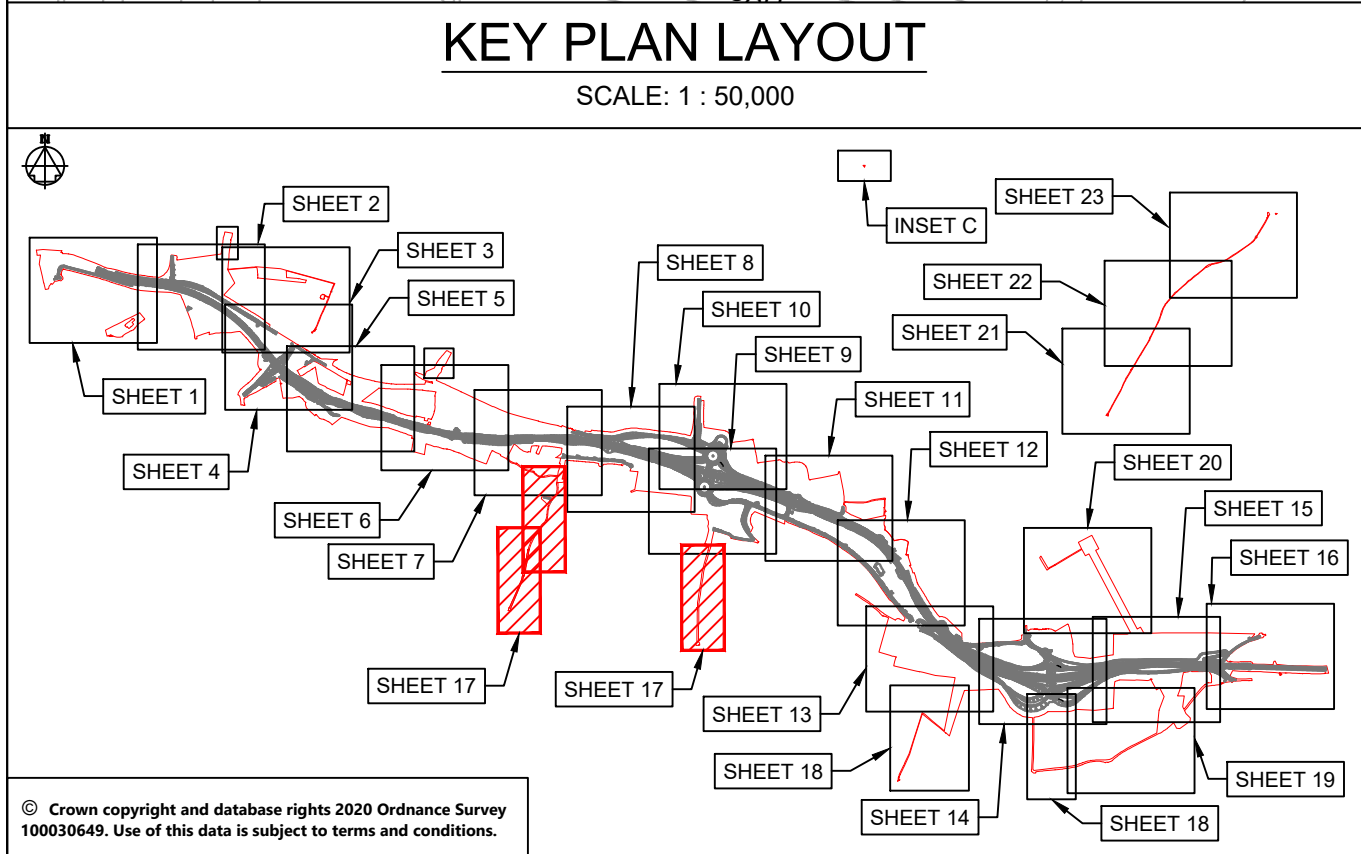 KEY PLAN LAYOUT
SCALE: 1 : 50,000
N
SHEET 2
SHEET 23
SHEET 3
INSET C
SHEET 8
SHEET 22
SHEET 5
SHEET 10
SHEET 21
SHEET 9
SHEET 1
SHEET 11
SHEET 12
SHEET 4
SHEET 20
SHEET 15
SHEET 6
SHEET 16
SHEET 7
SHEET 17
SHEET 17
SHEET 13
SHEET 18
SHEET 19
SHEET 14
SHEET 18
© Crown copyright and database rights 2020 Ordnance Survey
100030649. Use of this data is subject to terms and conditions.